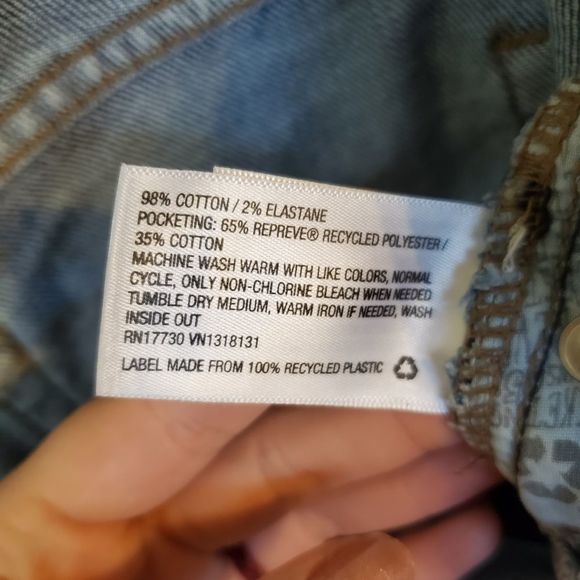 98% COTTON / 2% ELASTANE
POCKETING: 65% REPREVE® RECYCLED POLYESTER /
35% COTTON
MACHINE WASH WARM WITH LIKE COLORS, NORMAL
CYCLE, ONLY NON-CHLORINE BLEACH WHEN NEEDED
TUMBLE DRY MEDIUM, WARM IRON IF NEEDED, WASH
INSIDE OUT
RN17730 VN1318131
LABEL MADE FROM 100% RECYCLED PLASTIC